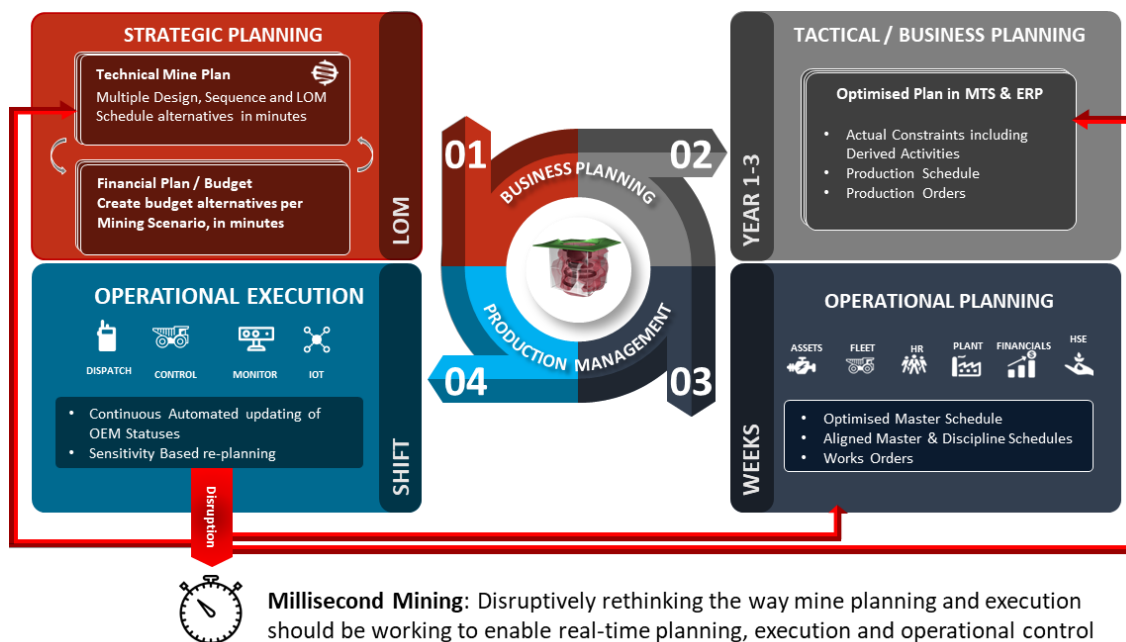 STRATEGIC PLANNING
Technical Mine Plan
Multiple Design, Sequence and LOM
Schedule alternatives in minutes
Financial Plan / Budget
Create budget alternatives per
Mining Scenario, in minutes
LOM
01
02
BUSINESS PLANNING
TACTICAL / BUSINESS PLANNING
YEAR 1-3
Optimised Plan in MTS & ERP
• Actual Constraints including
Derived Activities
• Production Schedule
• Production Orders
OPERATIONAL EXECUTION
DISPATCH
CONTROL
MONITOR
IOT
• Continuous Automated updating of
OEM Statuses
• Sensitivity Based re-planning
SHIFT
04
03
PRODUCTION MANAGEMENT
OPERATIONAL PLANNING
WEEKS
ASSETS
FLEET
HR
PLANT
FINANCIALS
HSE
• Optimised Master Schedule
• Aligned Master & Discipline Schedules
• Works Orders
Disruption
Millisecond Mining: Disruptively rethinking the way mine planning and execution
should be working to enable real-time planning, execution and operational control